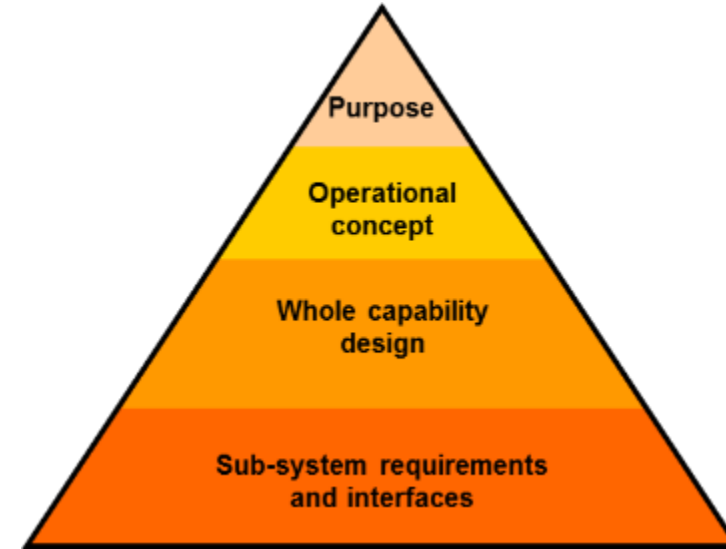 Purpose
Operational
concept
Whole capability
design
Sub-system requirements
and interfaces